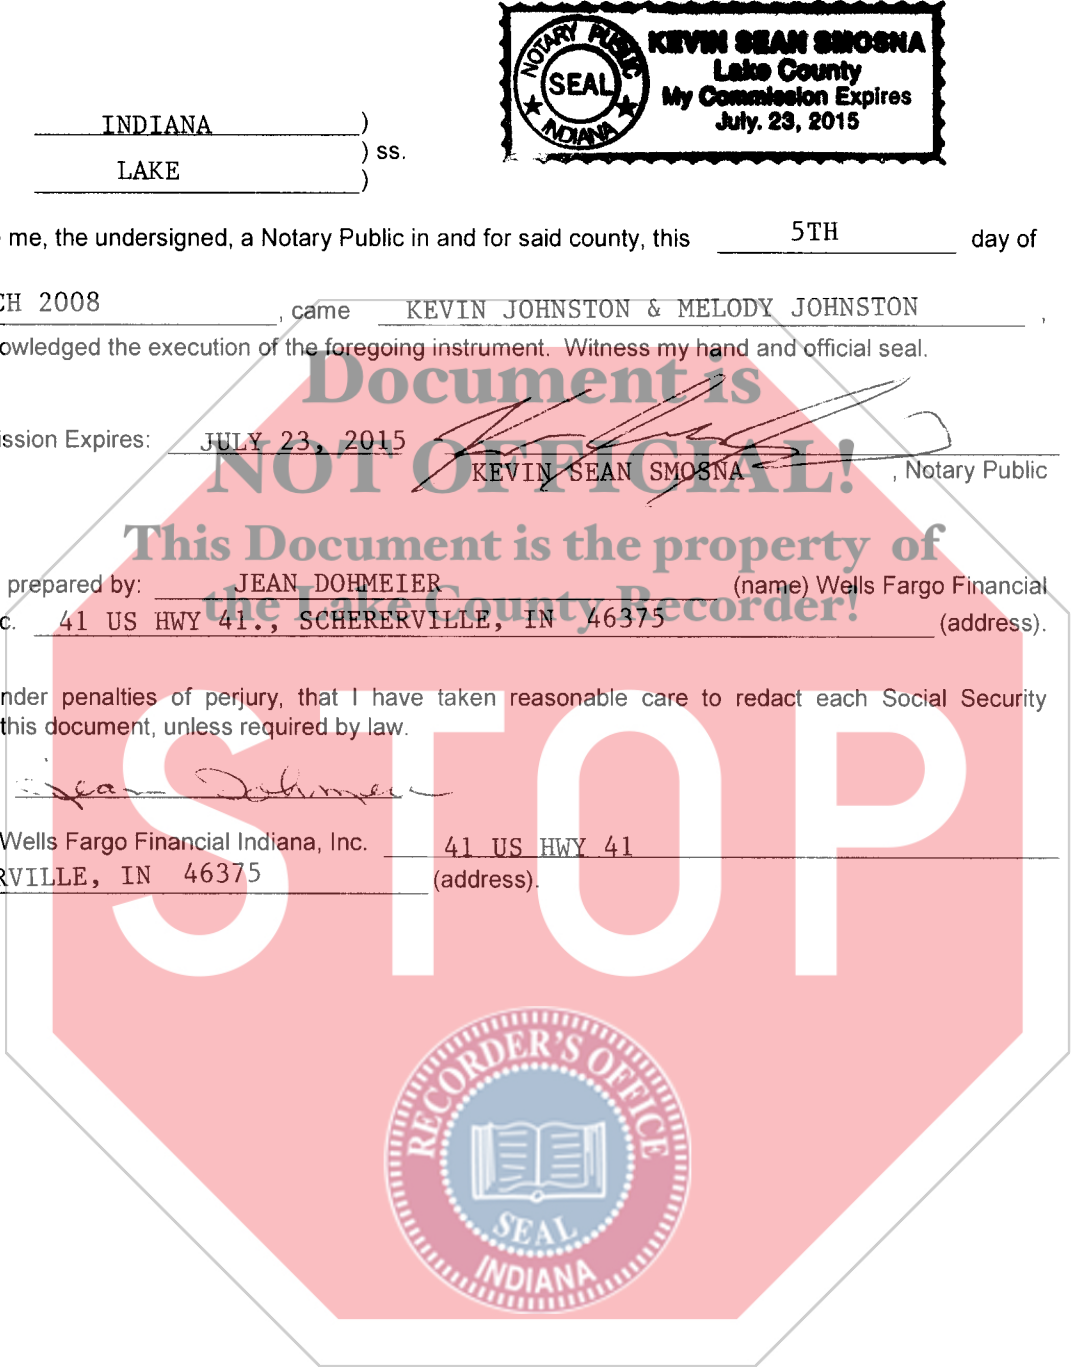 NOTARY PUBLIC
SEAL
INDIANA
KEVIN SEAN SMOSNA
Lake County
My Commission Expires
July. 23, 2015
INDIANA )
) ss.
LAKE )
me, the undersigned, a Notary Public in and for said county, this 5TH day of
CH 2008 , came KEVIN JOHNSTON & MELODY JOHNSTON ,
owledged the execution of the foregoing instrument. Witness my hand and official seal.
Document is
ission Expires: JULY 23, 2015
NOT OFFICIAL!
KEVIN SEAN SMOSNA , Notary Public
This Document is the property of
prepared by: JEAN DOHMEIER (name) Wells Fargo Financial
the Lake County Recorder!
c. 41 US HWY 41., SCHERERVILLE, IN 46375 (address).
nder penalties of perjury, that I have taken reasonable care to redact each Social Security
this document, unless required by law.
STOP
Jean Dohmeier
Wells Fargo Financial Indiana, Inc. 41 US HWY 41
RVILLE, IN 46375 (address).
RECORDER'S OFFICE
SEAL
INDIANA